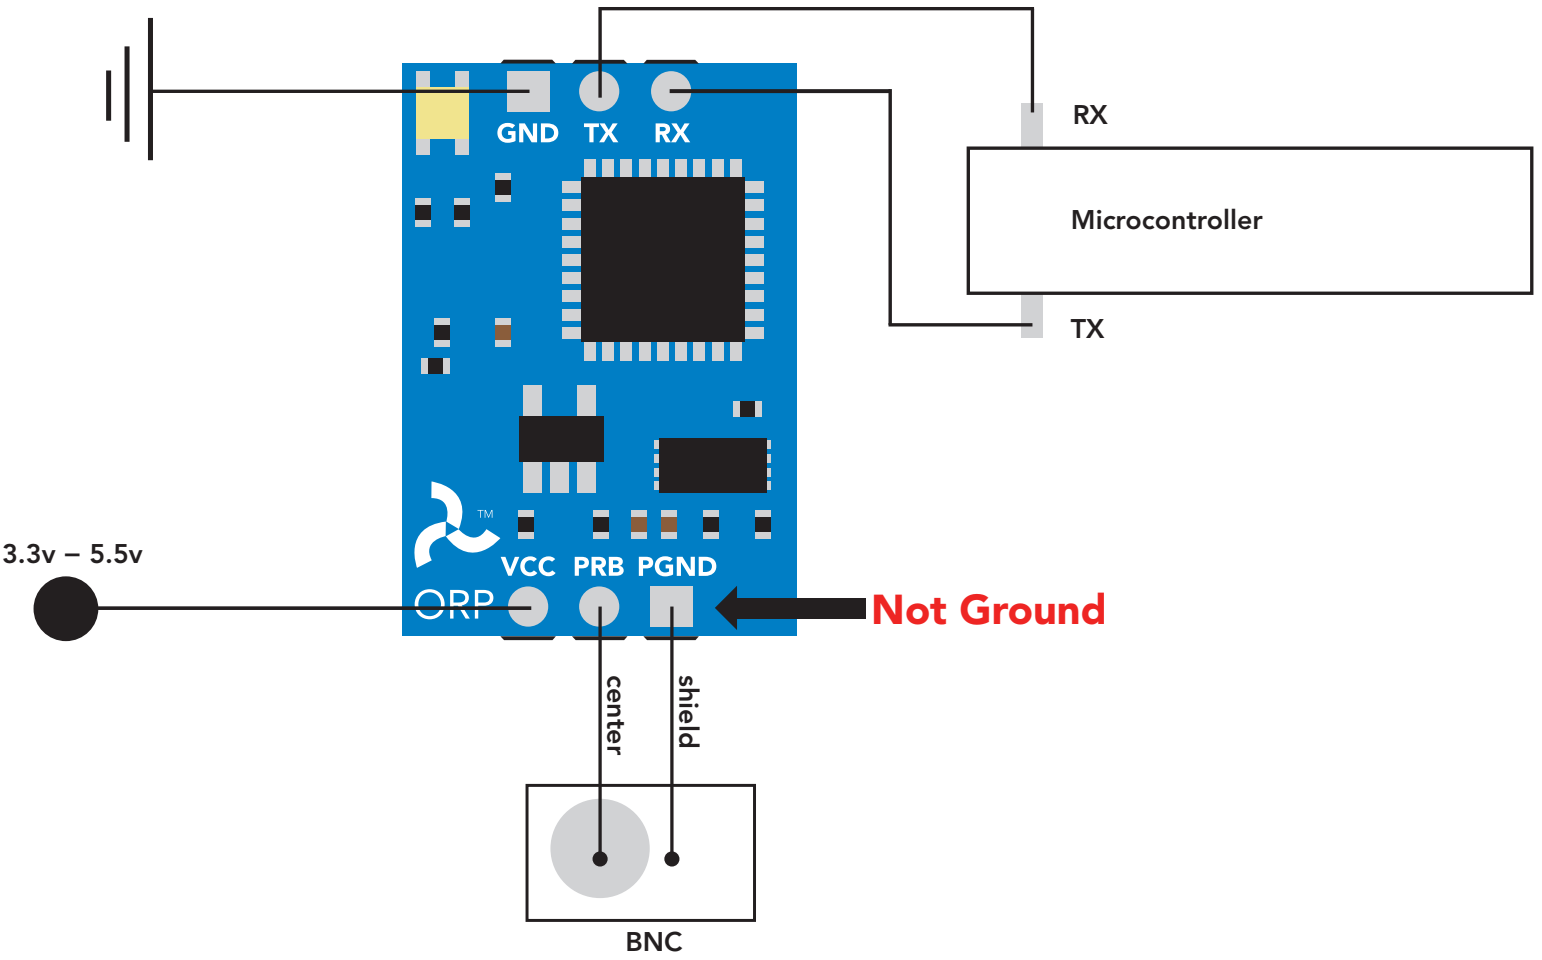 GND TX RX
RX
Microcontroller
TX
TM
3.3v – 5.5v
VCC PRB PGND
ORP
Not Ground
center
shield
BNC